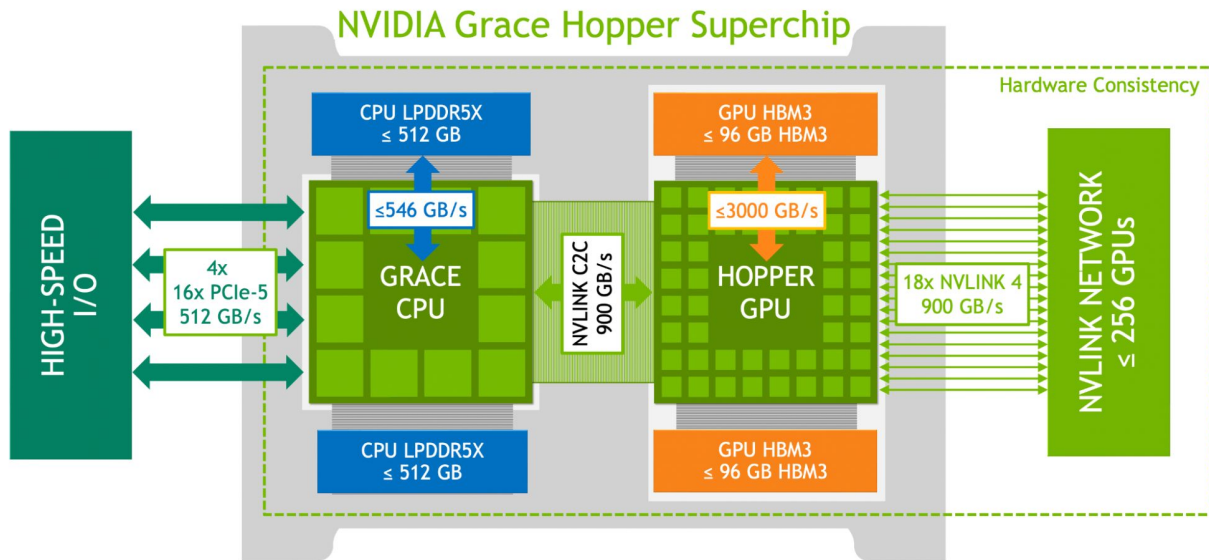 NVIDIA Grace Hopper Superchip
Hardware Consistency
CPU LPDDR5X
≤ 512 GB
GPU HBM3
≤ 96 GB HBM3
HIGH-SPEED
I/O
4x
16x PCIe-5
512 GB/s
≤546 GB/s
GRACE
CPU
NVLINK C2C
900 GB/s
≤3000 GB/s
HOPPER
GPU
18x NVLINK 4
900 GB/s
NVLINK NETWORK
≤ 256 GPUs
CPU LPDDR5X
≤ 512 GB
GPU HBM3
≤ 96 GB HBM3